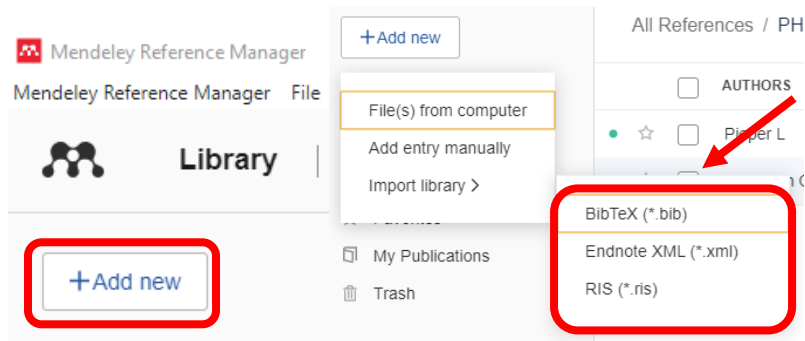 Mendeley Reference Manager
Mendeley Reference Manager File
Library
+Add new
+Add new
File(s) from computer
Add entry manually
Import library >
My Publications
Trash
All References / PH
AUTHORS
L
BibTeX (*.bib)
Endnote XML (*.xml)
RIS (*.ris)